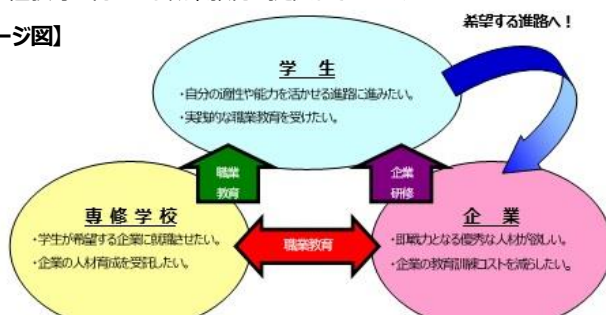 ージ図】
希望する進路へ！
学　生
・自分の適性や能力を活かせる進路に進みたい。
・実践的な職業教育を受けたい。
職業
教育
企業
研修
専修学校
・学生が希望する企業に就職させたい。
・企業の人材育成を受託したい。
職業教育
企　業
・即戦力となる優秀な人材が欲しい。
・企業の教育訓練コストを減らしたい。